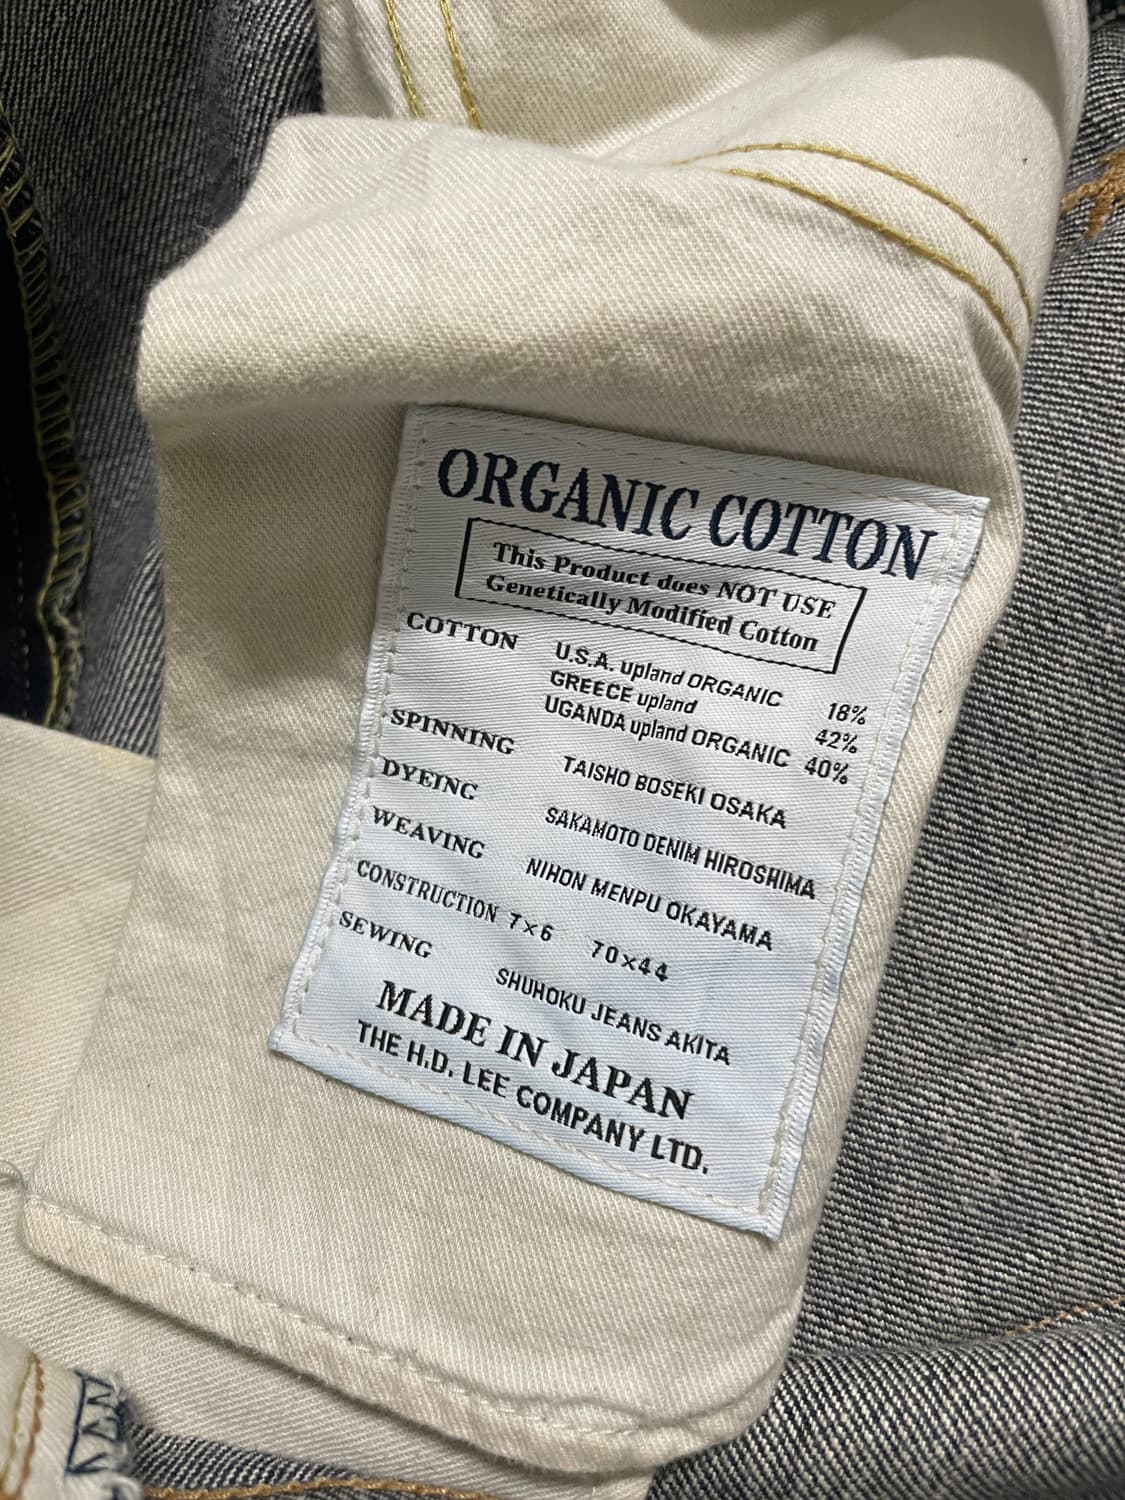 ORGANIC COTTON
This Product does NOT USE
Genetically Modified Cotton
COTTON U.S.A. upland ORGANIC 18%
GREECE upland 42%
UGANDA upland ORGANIC 40%
SPINNING TAISHO BOSEKI OSAKA
DYEING SAKAMOTO DENIM HIROSHIMA
WEAVING NIHON MENPU OKAYAMA
CONSTRUCTION 7×6 70×44
SEWING SHUHOKU JEANS AKITA
MADE IN JAPAN
THE H.D. LEE COMPANY LTD.